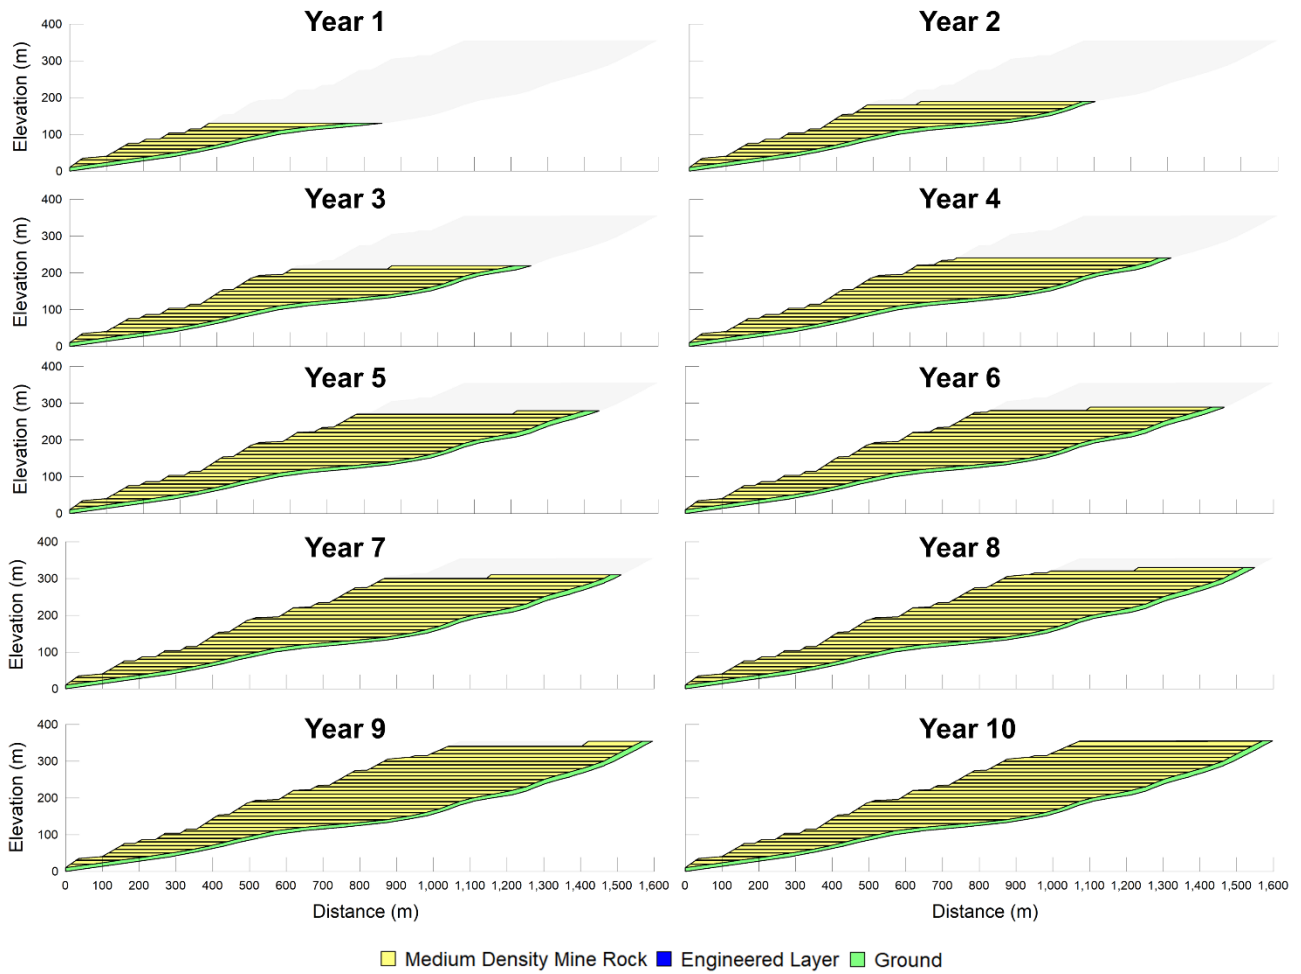 Year 1
Year 2
Elevation (m)
400
300
200
100
0
Year 3
Year 4
Elevation (m)
400
300
200
100
0
Year 5
Year 6
Elevation (m)
400
300
200
100
0
Year 7
Year 8
Elevation (m)
400
300
200
100
0
Year 9
Year 10
Elevation (m)
400
300
200
100
0
0 100 200 300 400 500 600 700 800 900 1,000 1,100 1,200 1,300 1,400 1,500 1,600
0 100 200 300 400 500 600 700 800 900 1,000 1,100 1,200 1,300 1,400 1,500 1,600
Distance (m)
Distance (m)
Medium Density Mine Rock Engineered Layer Ground